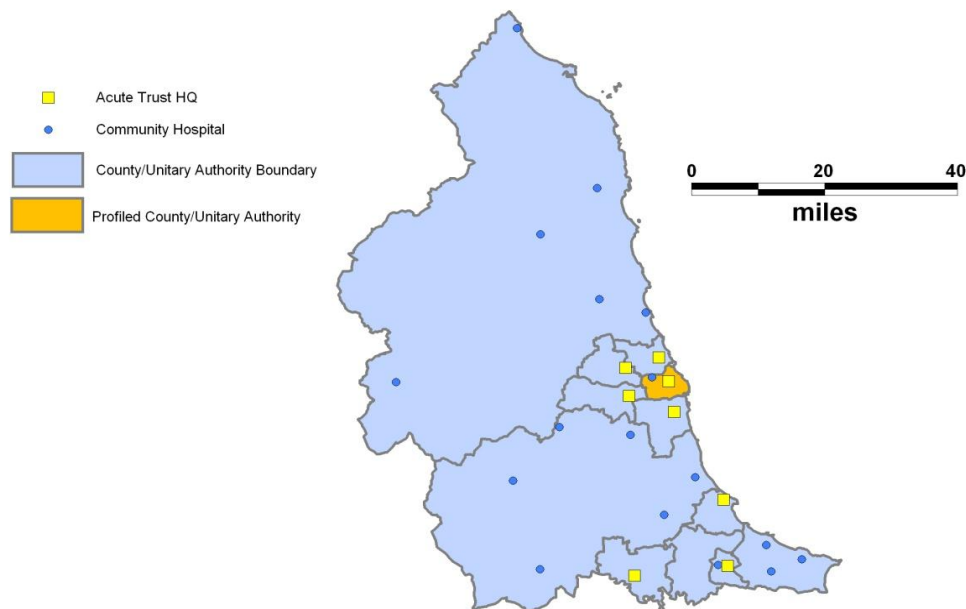 Acute Trust HQ
Community Hospital
County/Unitary Authority Boundary
Profiled County/Unitary Authority
0 20 40
miles